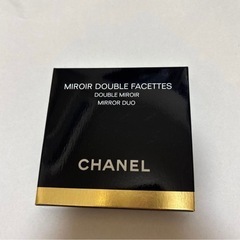 MIROIR DOUBLE FACETTES
DOUBLE MIROIR
MIRROR DUO
CHANEL